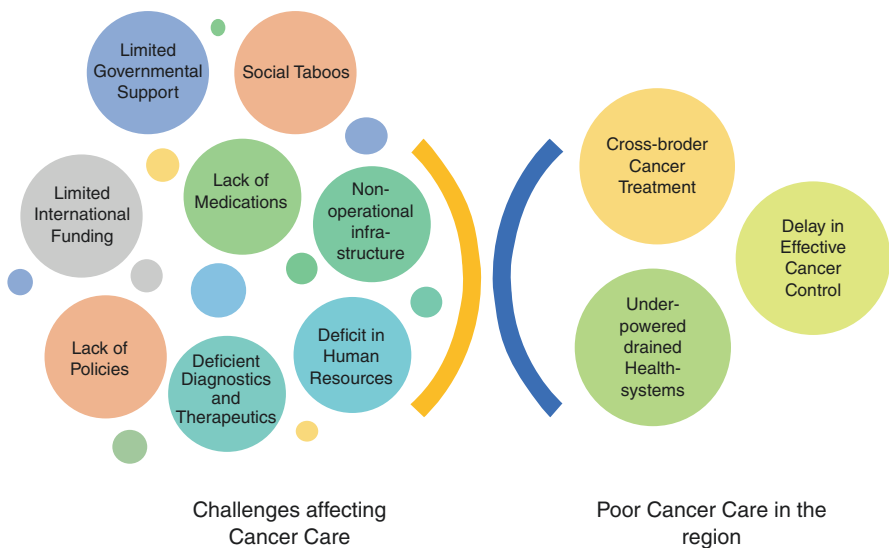 Limited
Governmental
Support
Social Taboos
Limited
International
Funding
Lack of
Medications
Non-
operational
infra-
structure
Lack of
Policies
Deficient
Diagnostics
and
Therapeutics
Deficit in
Human
Resources
Challenges affecting
Cancer Care
Cross-broder
Cancer
Treatment
Delay in
Effective
Cancer
Control
Under-
powered
drained
Health-
systems
Poor Cancer Care in the
region